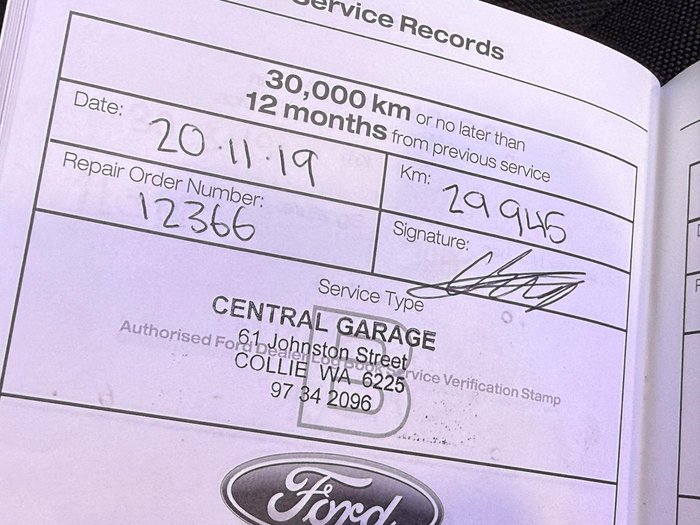 Service Records
30,000 km or no later than
12 months from previous service
Date: 20·11·19
Km: 29945
Repair Order Number: 12366
Signature:
Service Type
B
CENTRAL GARAGE
61 Johnston Street
Authorised Ford Dealer Log Book Service Verification Stamp
COLLIE WA 6225
97 34 2096
Ford